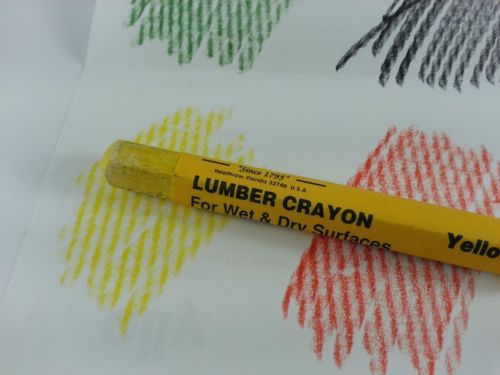 "Since 1795"
Heathrow, Florida 32746 U.S.A.
LUMBER CRAYON
For Wet & Dry Surfaces
Yello